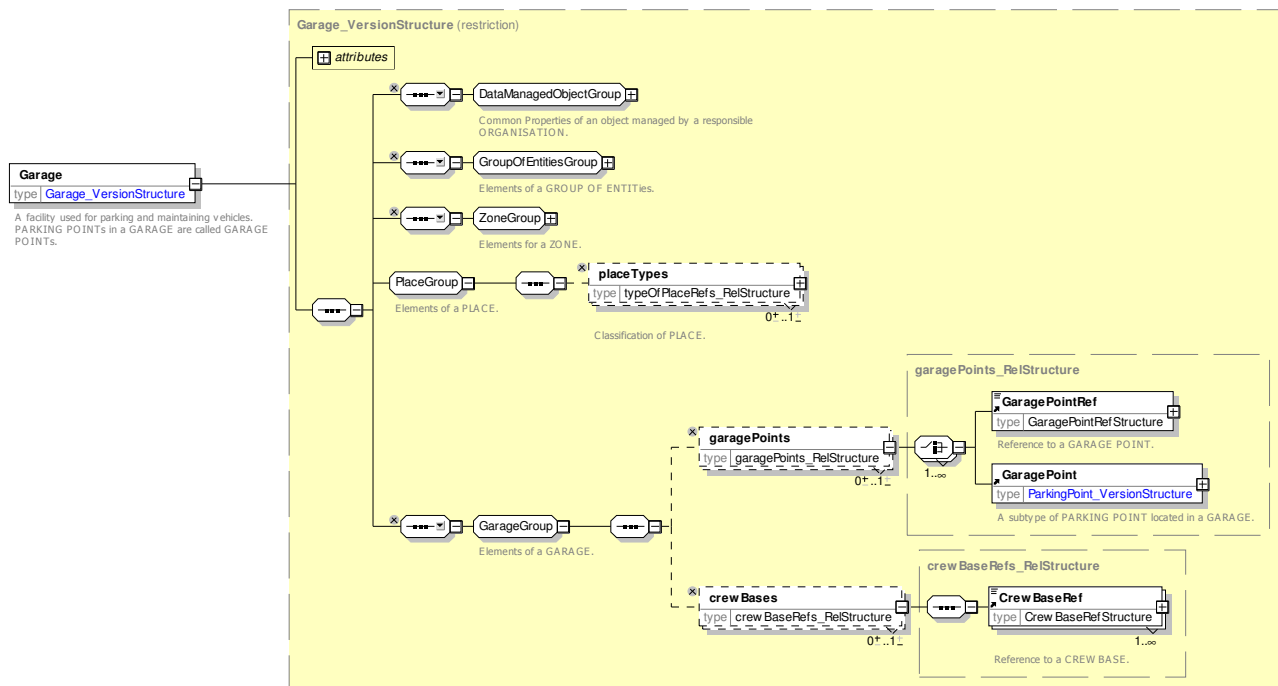 Garage_VersionStructure (restriction)
attributes
DataManagedObjectGroup
Common Properties of an object managed by a responsible
ORGANISATION.
GroupOfEntitiesGroup
Elements of a GROUP OF ENTITIes.
Garage
type Garage_VersionStructure
A facility used for parking and maintaining vehicles.
PARKING POINTs in a GARAGE are called GARAGE
POINTs.
ZoneGroup
Elements for a ZONE.
PlaceGroup
Elements of a PLACE.
placeTypes
type typeOfPlaceRefs_RelStructure
0..1
Classification of PLACE.
garagePoints_RelStructure
GaragePointRef
type GaragePointRefStructure
Reference to a GARAGE POINT.
garagePoints
type garagePoints_RelStructure
0..1
1..∞
GaragePoint
type ParkingPoint_VersionStructure
A subtype of PARKING POINT located in a GARAGE.
GarageGroup
Elements of a GARAGE.
crewBaseRefs_RelStructure
crewBases
type crewBaseRefs_RelStructure
0..1
CrewBaseRef
type CrewBaseRefStructure
1..∞
Reference to a CREW BASE.